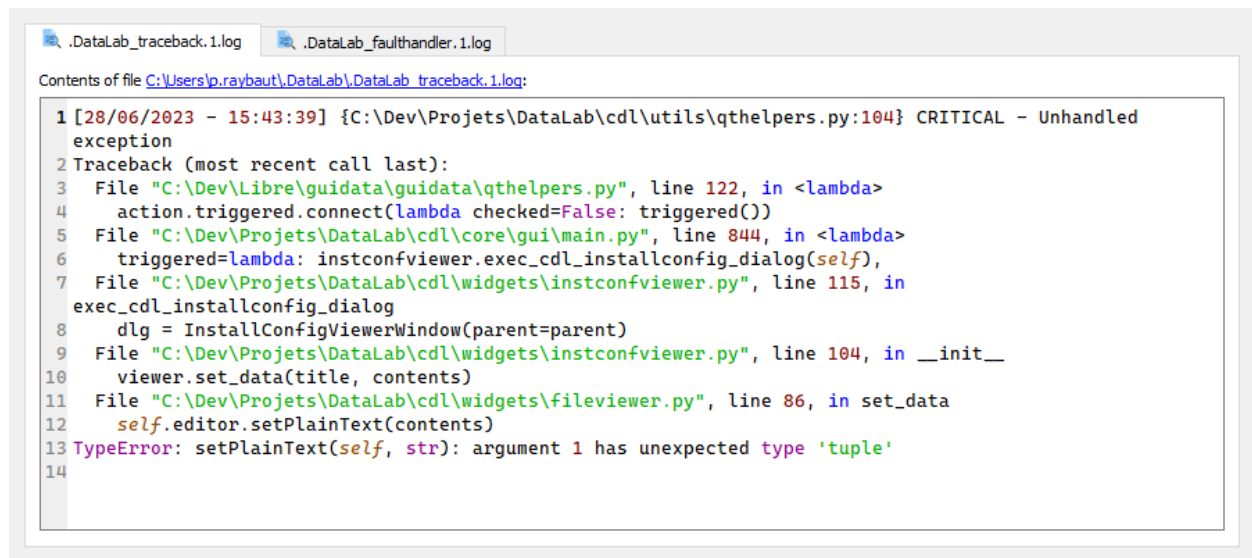 .DataLab_traceback.1.log
.DataLab_faulthandler.1.log
Contents of file C:\Users\p.raybaut\.DataLab\.DataLab_traceback.1.log:
1 [28/06/2023 - 15:43:39] {C:\Dev\Projets\DataLab\cdl\utils\qthelpers.py:104} CRITICAL - Unhandled
exception
2 Traceback (most recent call last):
3   File "C:\Dev\Libre\guidata\guidata\qthelpers.py", line 122, in <lambda>
4     action.triggered.connect(lambda checked=False: triggered())
5   File "C:\Dev\Projets\DataLab\cdl\core\gui\main.py", line 844, in <lambda>
6     triggered=lambda: instconfviewer.exec_cdl_installconfig_dialog(self),
7   File "C:\Dev\Projets\DataLab\cdl\widgets\instconfviewer.py", line 115, in
exec_cdl_installconfig_dialog
8     dlg = InstallConfigViewerWindow(parent=parent)
9   File "C:\Dev\Projets\DataLab\cdl\widgets\instconfviewer.py", line 104, in __init__
10     viewer.set_data(title, contents)
11   File "C:\Dev\Projets\DataLab\cdl\widgets\fileviewer.py", line 86, in set_data
12     self.editor.setPlainText(contents)
13 TypeError: setPlainText(self, str): argument 1 has unexpected type 'tuple'
14